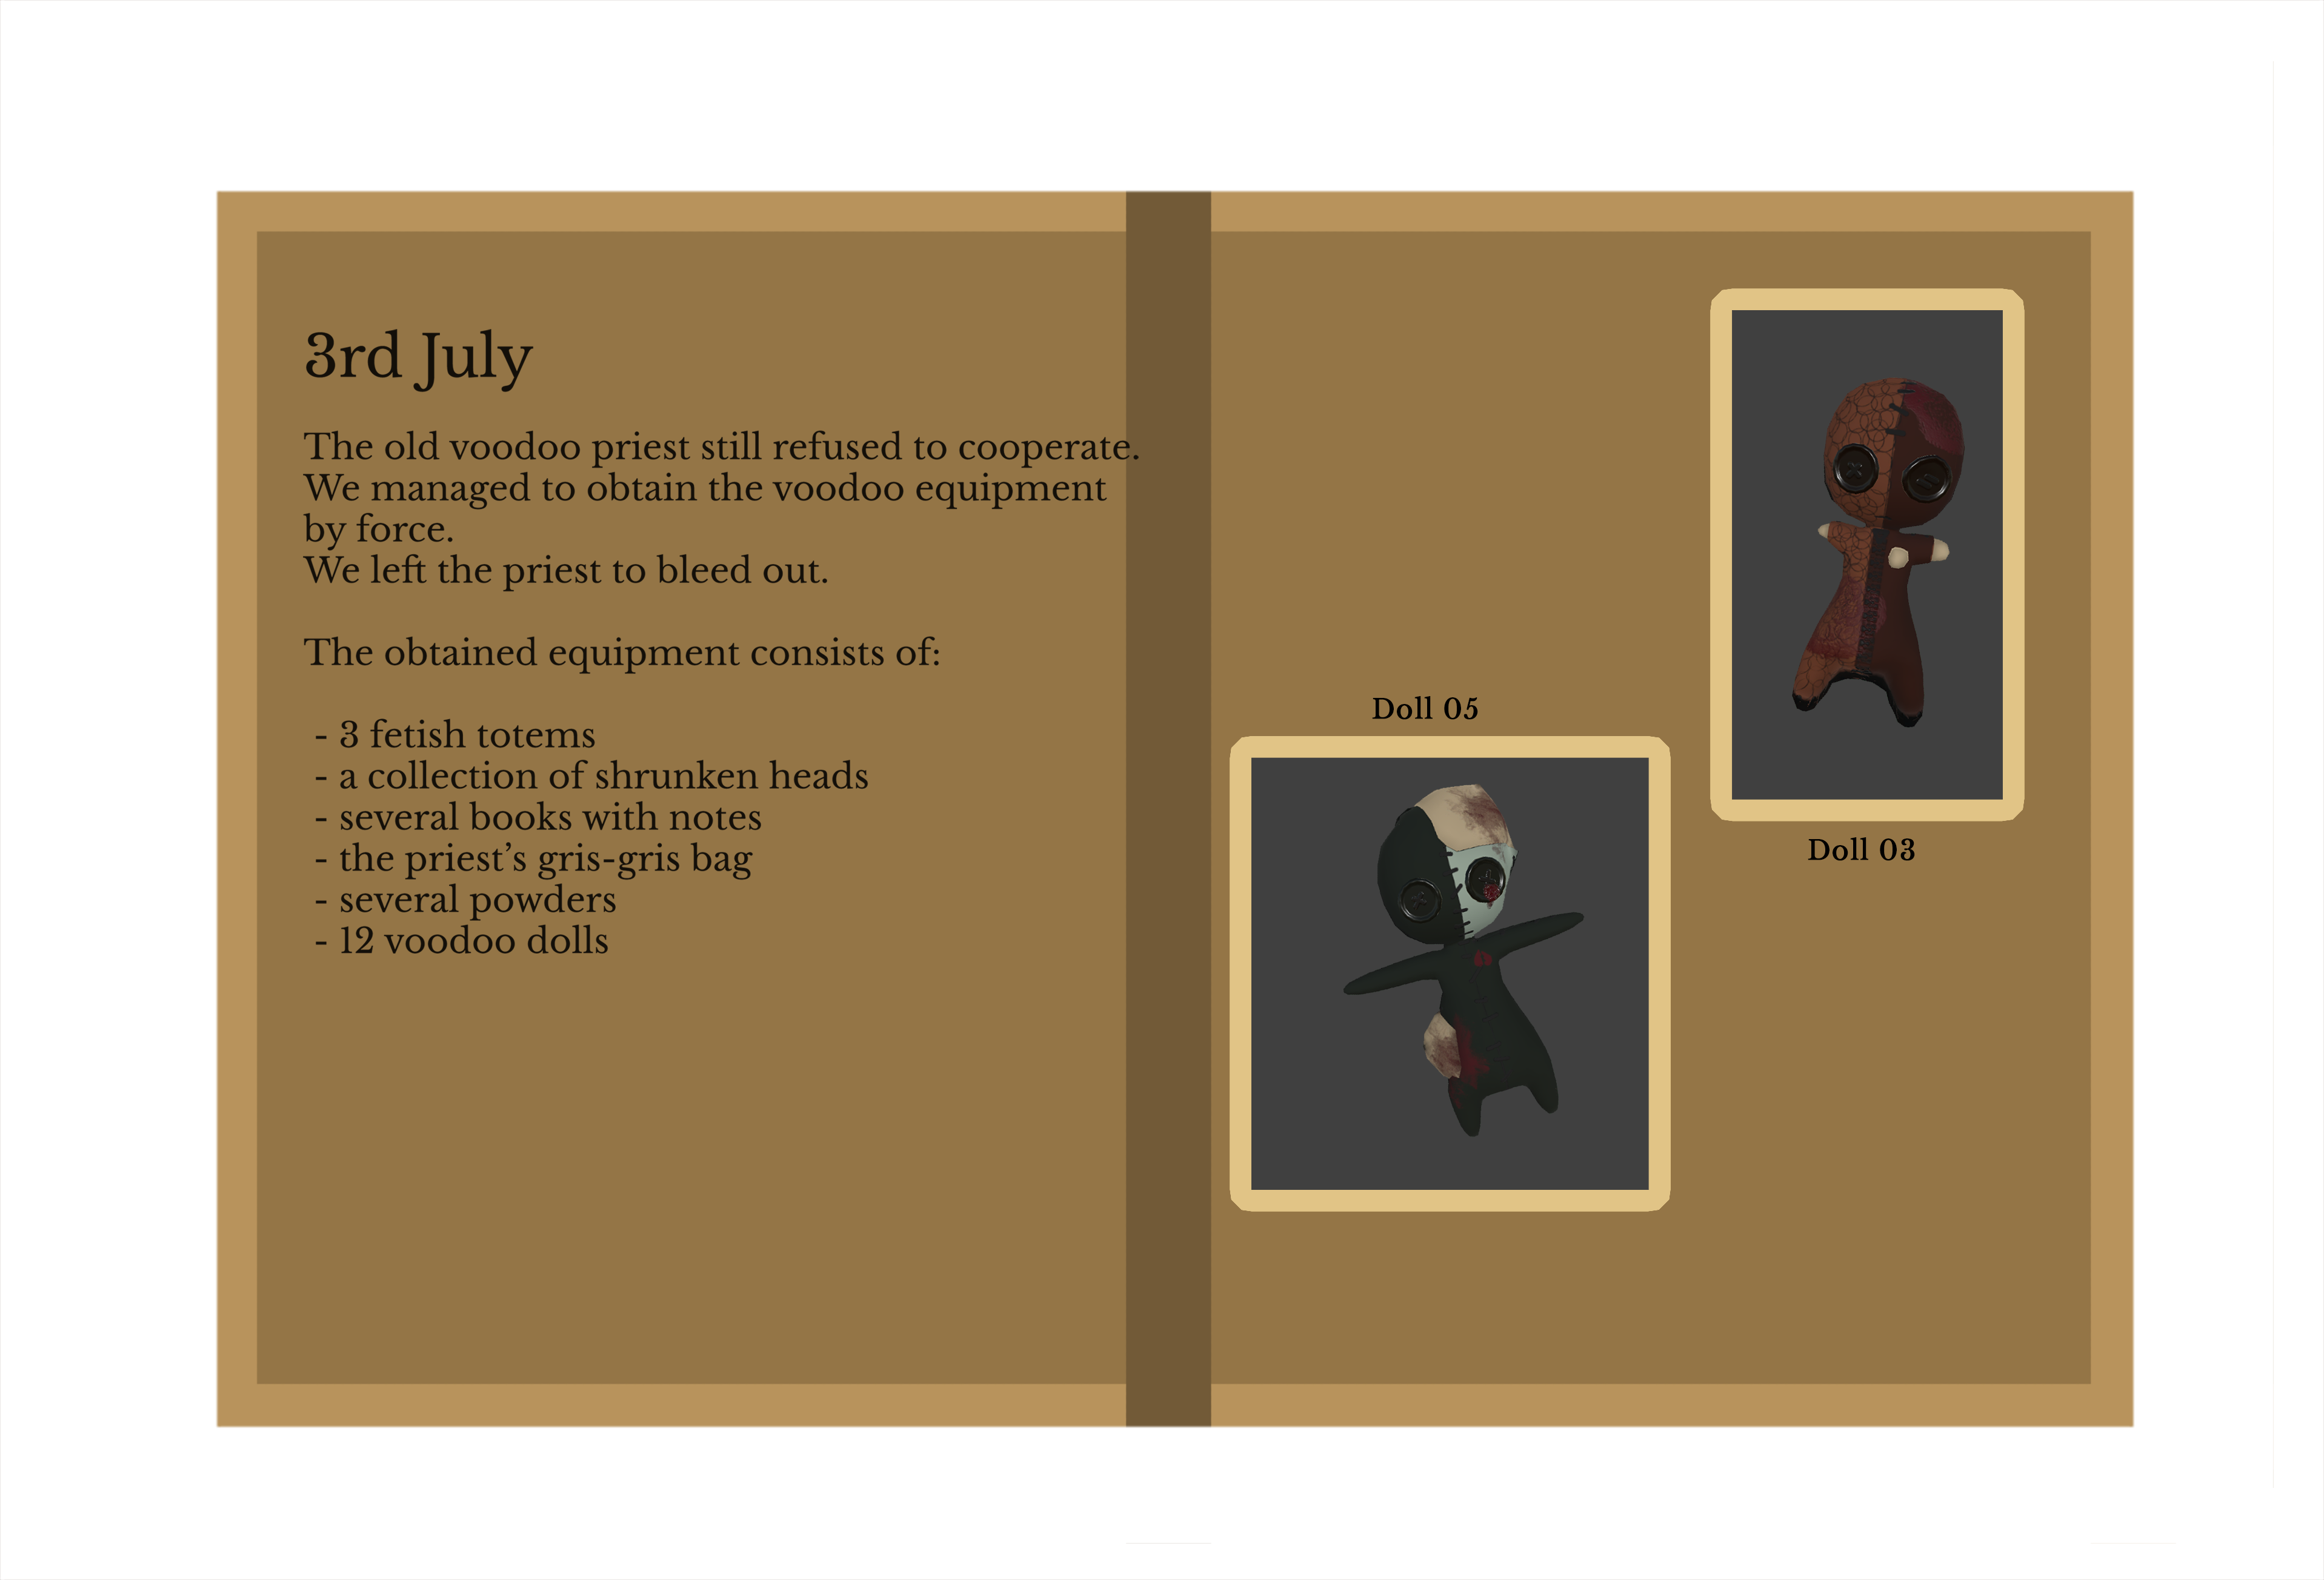 3rd July
The old voodoo priest still refused to cooperate.
We managed to obtain the voodoo equipment
by force.
We left the priest to bleed out.
The obtained equipment consists of:
- 3 fetish totems
- a collection of shrunken heads
- several books with notes
- the priest’s gris-gris bag
- several powders
- 12 voodoo dolls
Doll 05
Doll 03